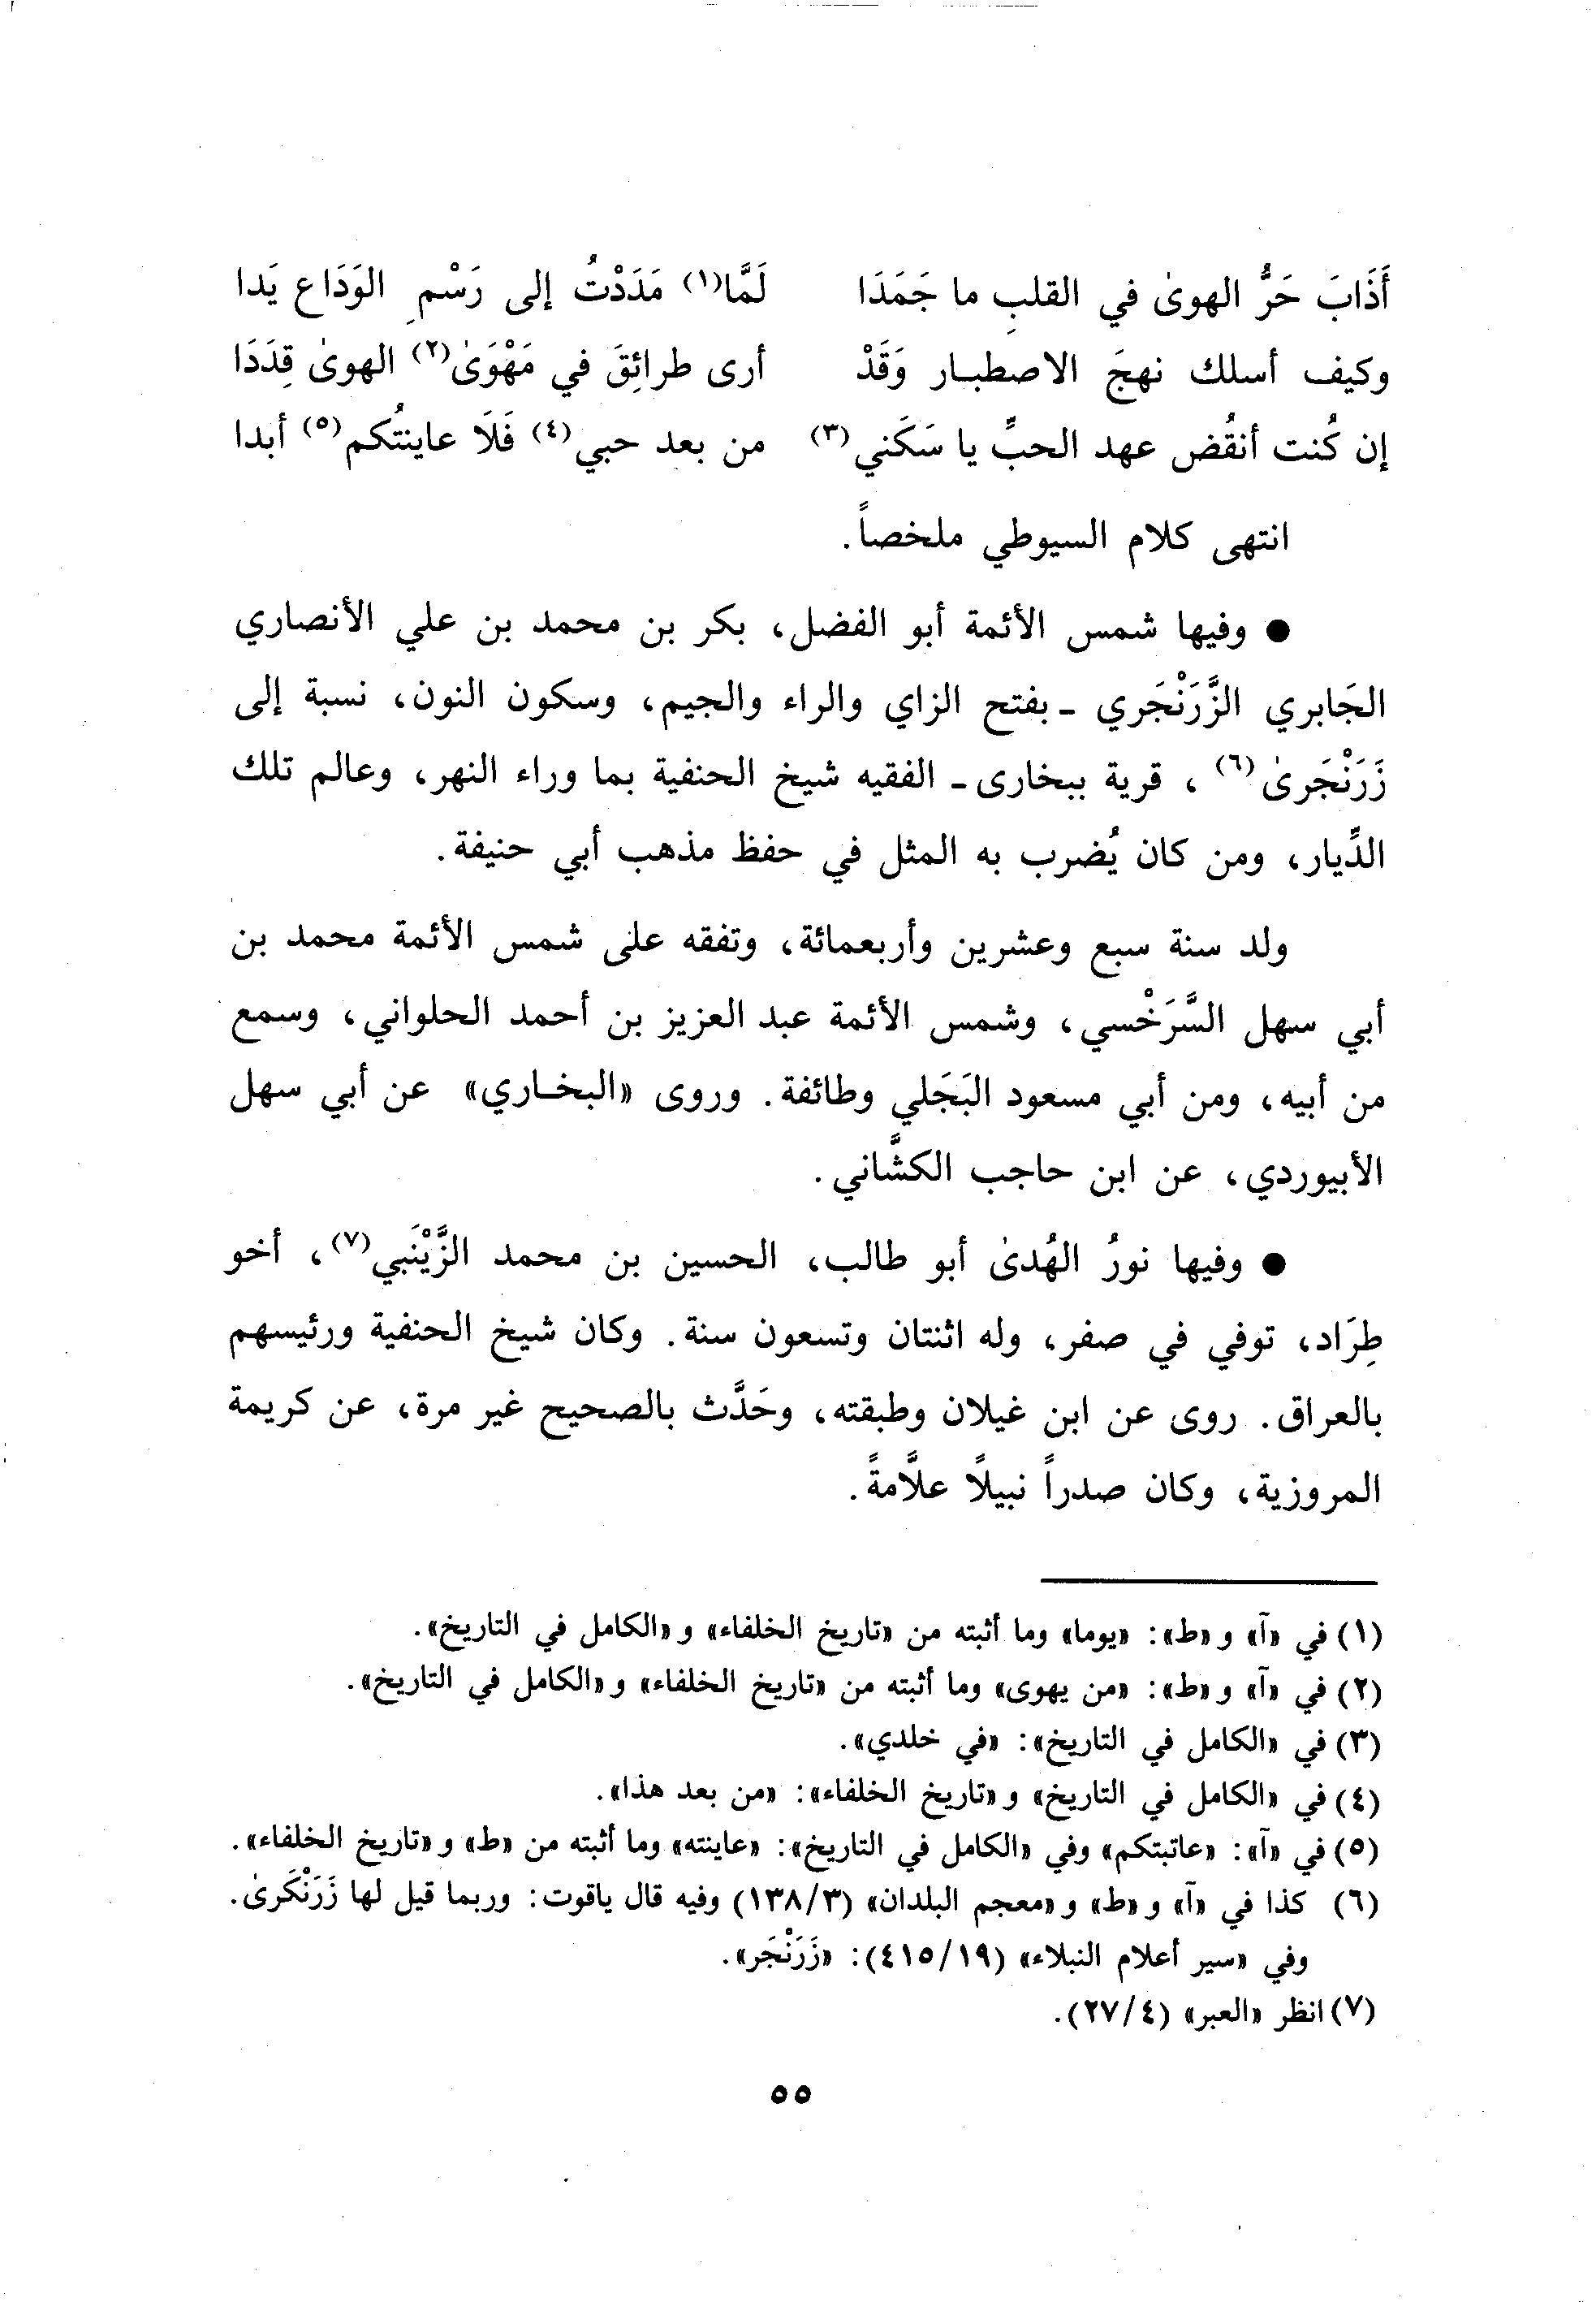 أَذَابَ حَرُّ الهوىٰ في القلبِ ما جَمَدَا لَمَّا(١) مَدَدْتُ إلى رَسْمِ الوَدَاع يَدا
وكيف أسلك نهجَ الاصطبار وَقَدْ أرى طرائِقَ في مَهْوَىٰ(٢) الهوىٰ قِدَدَا
إن كُنت أنقُض عهد الحبِّ يا سَكَني(٣) من بعد حبي(٤) فَلَا عاينتُكم(٥) أبدا
انتهى كلام السيوطي ملخصاً.
● وفيها شمس الأئمة أبو الفضل، بكر بن محمد بن علي الأنصاري
الجَابري الزَّرَنْجَري ـ بفتح الزاي والراء والجيم، وسكون النون، نسبة إلى
زَرَنْجَرىٰ(٦)، قرية ببخارى ـ الفقيه شيخ الحنفية بما وراء النهر، وعالم تلك
الدِّيار، ومن كان يُضرب به المثل في حفظ مذهب أبي حنيفة.
ولد سنة سبع وعشرين وأربعمائة، وتفقه على شمس الأئمة محمد بن
أبي سهل السَّرَخْسي، وشمس الأئمة عبد العزيز بن أحمد الحلواني، وسمع
من أبيه، ومن أبي مسعود البَجَلي وطائفة. وروى «البخاري» عن أبي سهل
الأبيوردي، عن ابن حاجب الكشَّاني.
● وفيها نورُ الهُدىٰ أبو طالب، الحسين بن محمد الزَّيْنَبي(٧)، أخو
طِرَاد، توفي في صفر، وله اثنتان وتسعون سنة. وكان شيخ الحنفية ورئيسهم
بالعراق. روى عن ابن غيلان وطبقته، وحَدَّث بالصحيح غير مرة، عن كريمة
المروزية، وكان صدراً نبيلًا علَّامةً.
(١) في «آ» و «ط»: «يوما» وما أثبته من «تاريخ الخلفاء» و «الكامل في التاريخ».
(٢) في «آ» و «ط»: «من يهوى» وما أثبته من «تاريخ الخلفاء» و «الكامل في التاريخ».
(٣) في «الكامل في التاريخ»: «في خلدي».
(٤) في «الكامل في التاريخ» و «تاريخ الخلفاء»: «من بعد هذا».
(٥) في «آ»: «عاتبتكم» وفي «الكامل في التاريخ»: «عاينته» وما أثبته من «ط» و «تاريخ الخلفاء».
(٦) كذا في «آ» و «ط» و «معجم البلدان» (١٣٨/٣) وفيه قال ياقوت: وربما قيل لها زَرَنْكَرىٰ.
وفي «سير أعلام النبلاء» (٤١٥/١٩): «زَرَنْجَر».
(٧) انظر «العبر» (٢٧/٤).
٥٥